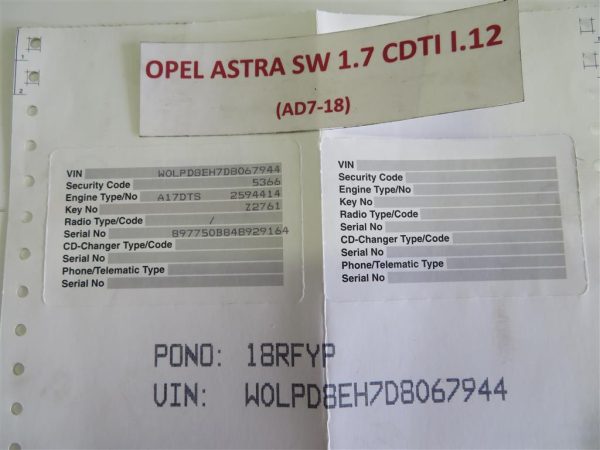 OPEL ASTRA SW 1.7 CDTI I.12
(AD7-18)
VIN W0LPD8EH7D8067944
Security Code 5366
Engine Type/No A17DTS 2594414
Key No Z2761
Radio Type/Code /
Serial No 897750B848929164
CD-Changer Type/Code
Serial No
Phone/Telematic Type
Serial No
VIN
Security Code
Engine Type/No
Key No
Radio Type/Code
Serial No
CD-Changer Type/Code
Serial No
Phone/Telematic Type
Serial No
PONO: 18RFYP
VIN: W0LPD8EH7D8067944